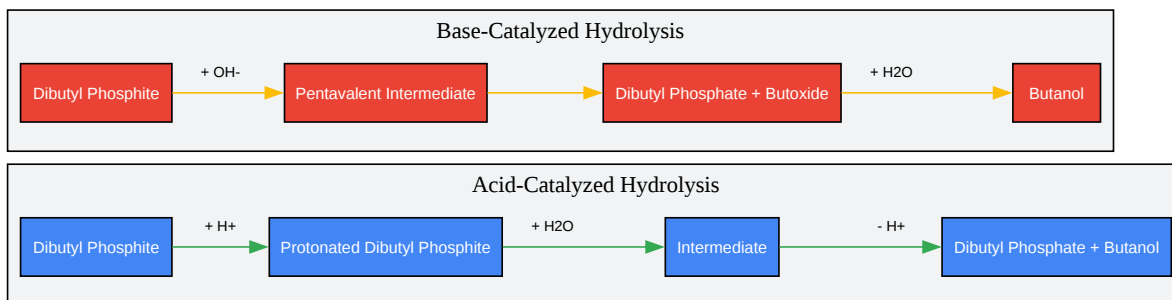 Base-Catalyzed Hydrolysis
Dibutyl Phosphite
+ OH-
Pentavalent Intermediate
Dibutyl Phosphate + Butoxide
+ H2O
Butanol
Acid-Catalyzed Hydrolysis
Dibutyl Phosphite
+ H+
Protonated Dibutyl Phosphite
+ H2O
Intermediate
- H+
Dibutyl Phosphate + Butanol